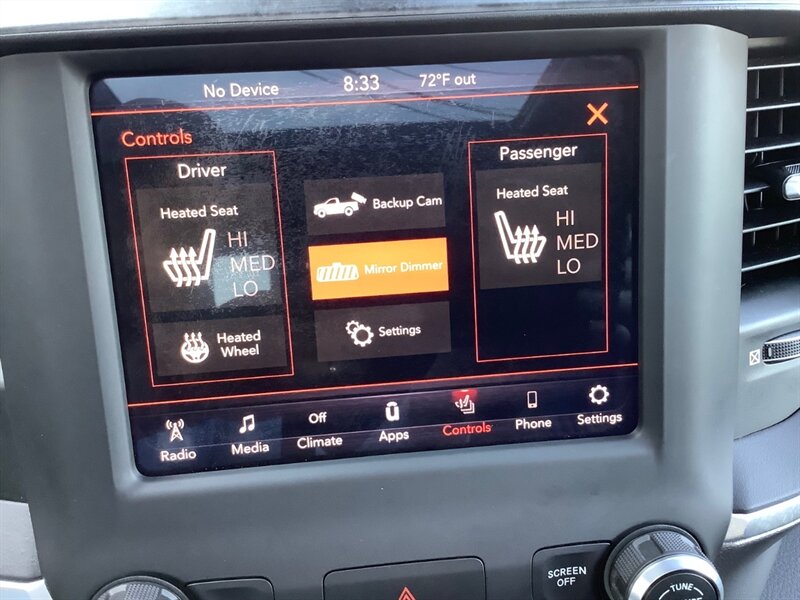 No Device 8:33 72°F out
Controls
Driver
Heated Seat
HI
MED
LO
Heated
Wheel
Backup Cam
Mirror Dimmer
Settings
Passenger
Heated Seat
HI
MED
LO
Radio
Media
Off
Climate
Apps
Controls
Phone
Settings
SCREEN
OFF
TUNE